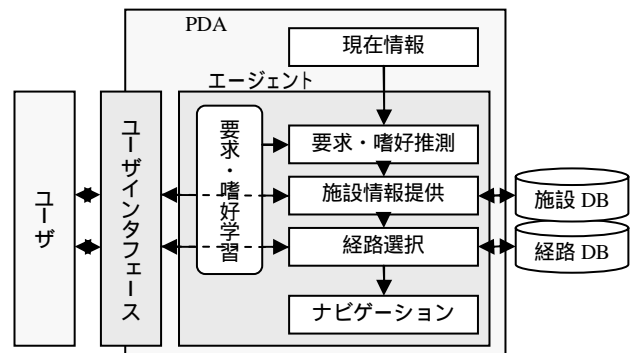 PDA
現在情報
エージェント
ユーザ
ユーザインタフェース
要求・嗜好学習
要求・嗜好推測
施設情報提供
経路選択
ナビゲーション
施設 DB
経路 DB